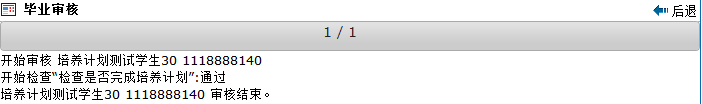 毕业审核
后退
1 / 1
开始审核 培养计划测试学生30 1118888140
开始检查“检查是否完成培养计划”:通过
培养计划测试学生30 1118888140 审核结束。